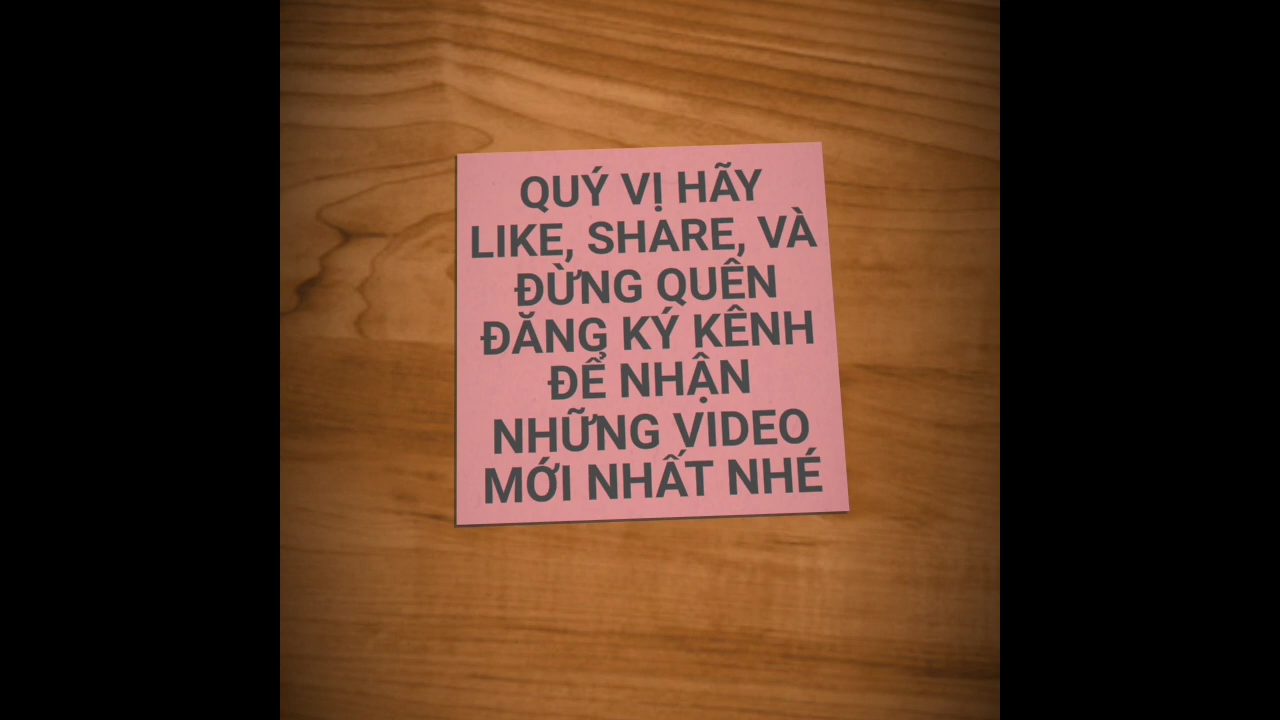 QUÝ VỊ HÃY
LIKE, SHARE, VÀ
ĐỪNG QUÊN
ĐĂNG KÝ KÊNH
ĐỂ NHẬN
NHỮNG VIDEO
MỚI NHẤT NHÉ